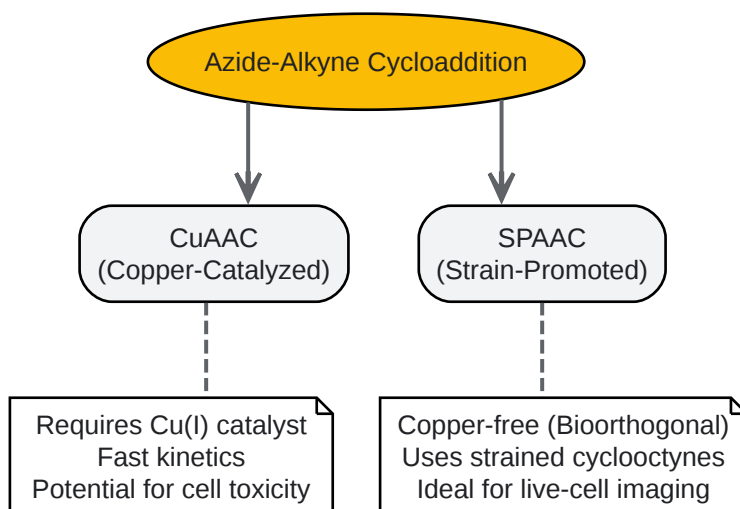 Azide-Alkyne Cycloaddition
CuAAC
(Copper-Catalyzed)
SPAAC
(Strain-Promoted)
Requires Cu(I) catalyst
Fast kinetics
Potential for cell toxicity
Copper-free (Bioorthogonal)
Uses strained cyclooctynes
Ideal for live-cell imaging